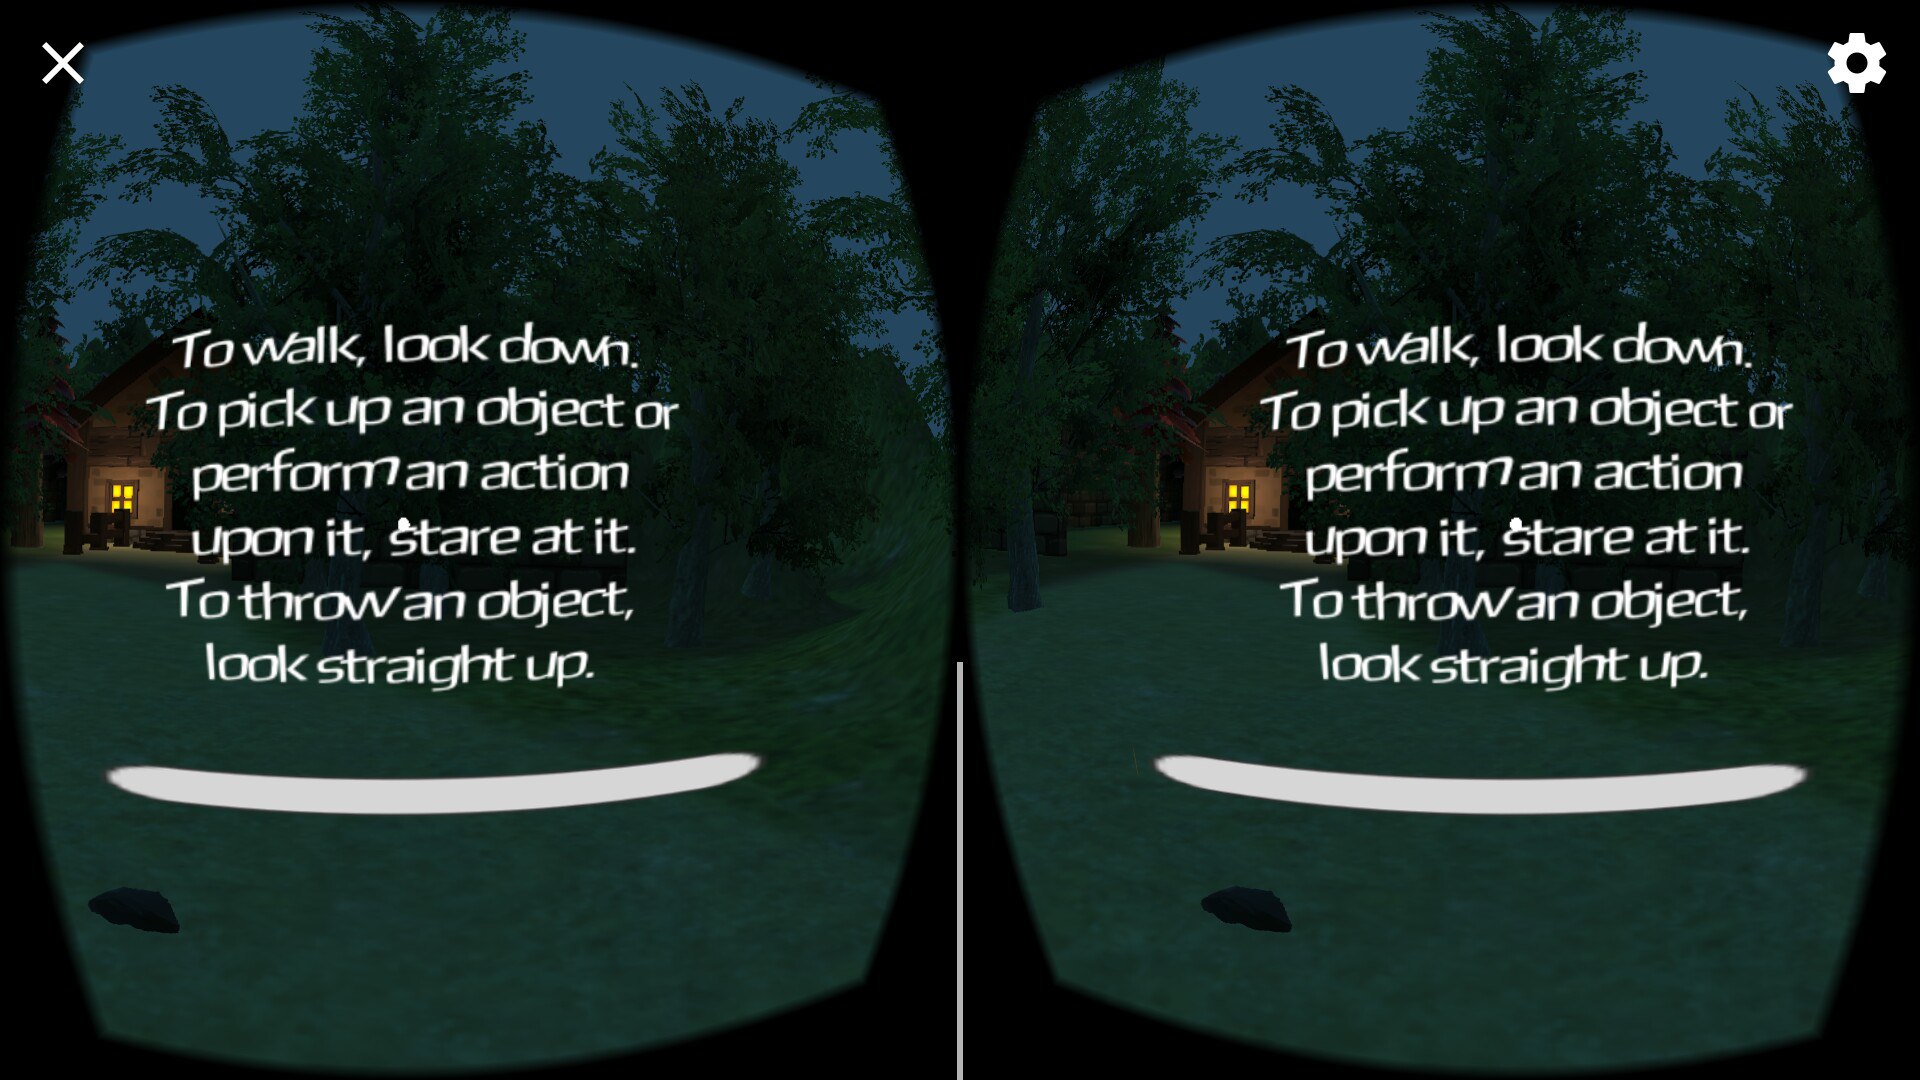 To walk, look down.
To pick up an object or
perform an action
upon it, stare at it.
To throw an object,
look straight up.
To walk, look down.
To pick up an object or
perform an action
upon it, stare at it.
To throw an object,
look straight up.